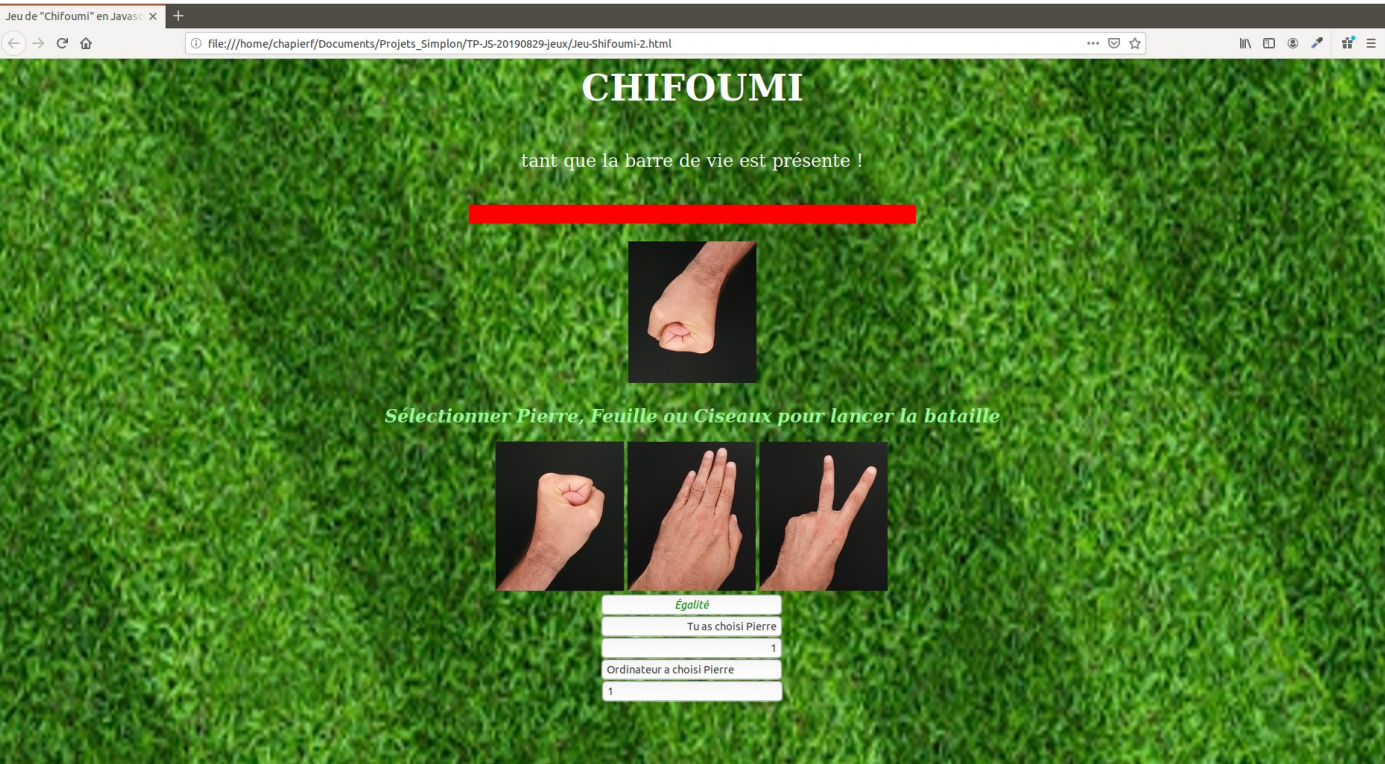 Jeu de "Chifoumi" en Javasc
file:///home/chapierf/Documents/Projets_Simplon/TP-JS-20190829-jeux/Jeu-Shifoumi-2.html
CHIFOUMI
tant que la barre de vie est présente !
Sélectionner Pierre, Feuille ou Ciseaux pour lancer la bataille
Égalité
Tu as choisi Pierre
1
Ordinateur a choisi Pierre
1